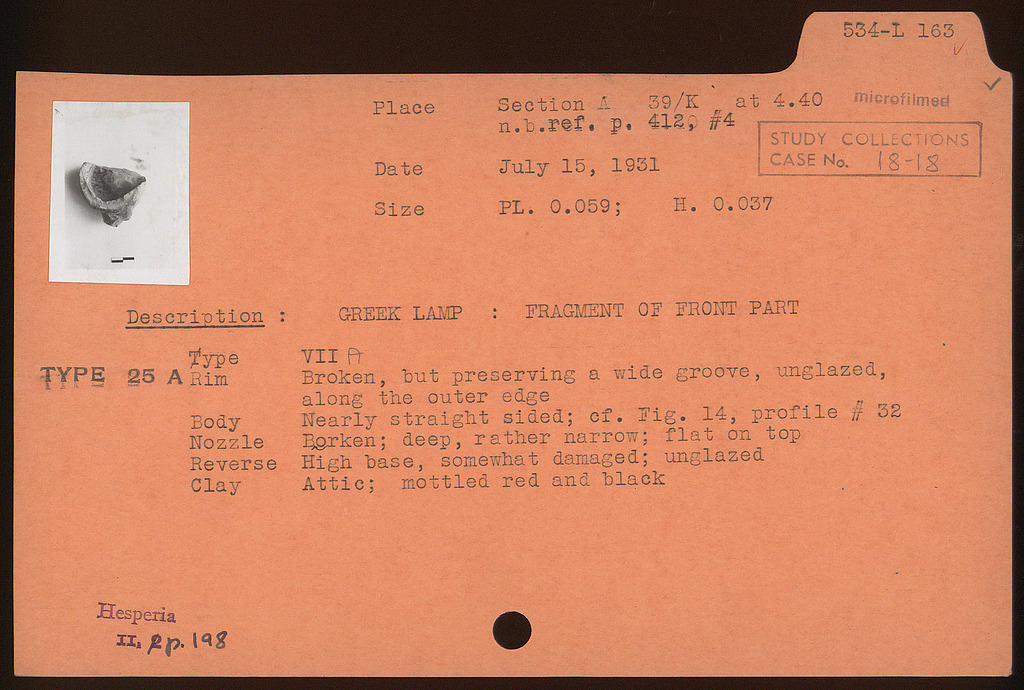 534-L 163
Place Section A 39/K at 4.40
n.b.ref. p. 412, #4
microfilmed
STUDY COLLECTIONS
CASE No. 18-18
Date July 15, 1931
Size PL. 0.059; H. 0.037
Description : GREEK LAMP : FRAGMENT OF FRONT PART
Type VII A
TYPE 25 A
Rim Broken, but preserving a wide groove, unglazed,
along the outer edge
Body Nearly straight sided; cf. Fig. 14, profile # 32
Nozzle Borken; deep, rather narrow; flat on top
Reverse High base, somewhat damaged; unglazed
Clay Attic; mottled red and black
Hesperia
II, p. 198